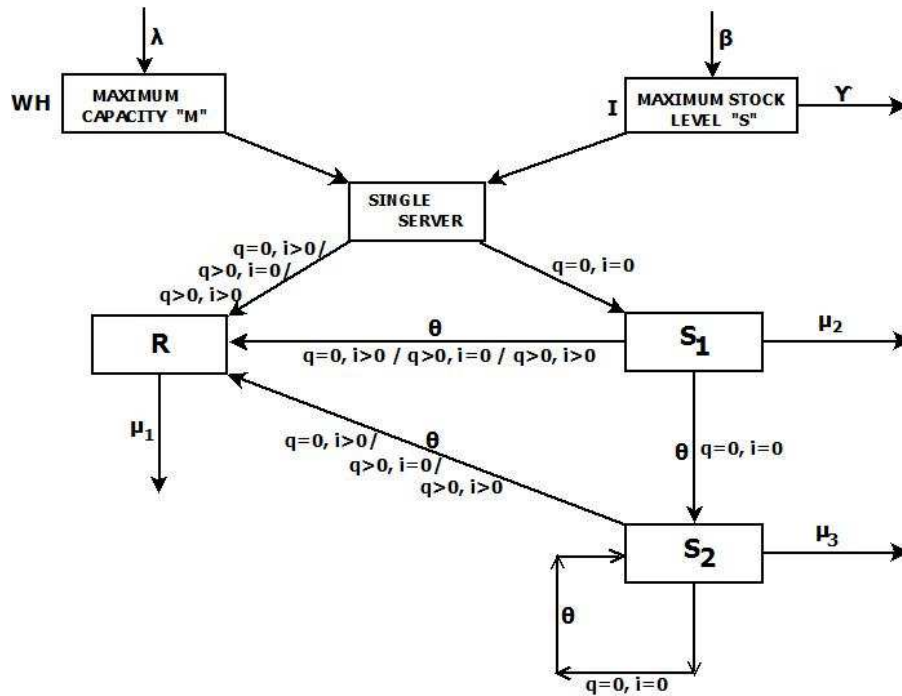 λ
β
WH
MAXIMUM
CAPACITY "M"
I
MAXIMUM STOCK
LEVEL "S"
ϒ
SINGLE
SERVER
q=0, i>0/
q>0, i=0/
q>0, i>0
q=0, i=0
R
θ
q=0, i>0 / q>0, i=0 / q>0, i>0
S1
μ2
μ1
q=0, i>0/
θ
q>0, i=0/
q>0, i>0
θ
q=0, i=0
S2
μ3
θ
q=0, i=0